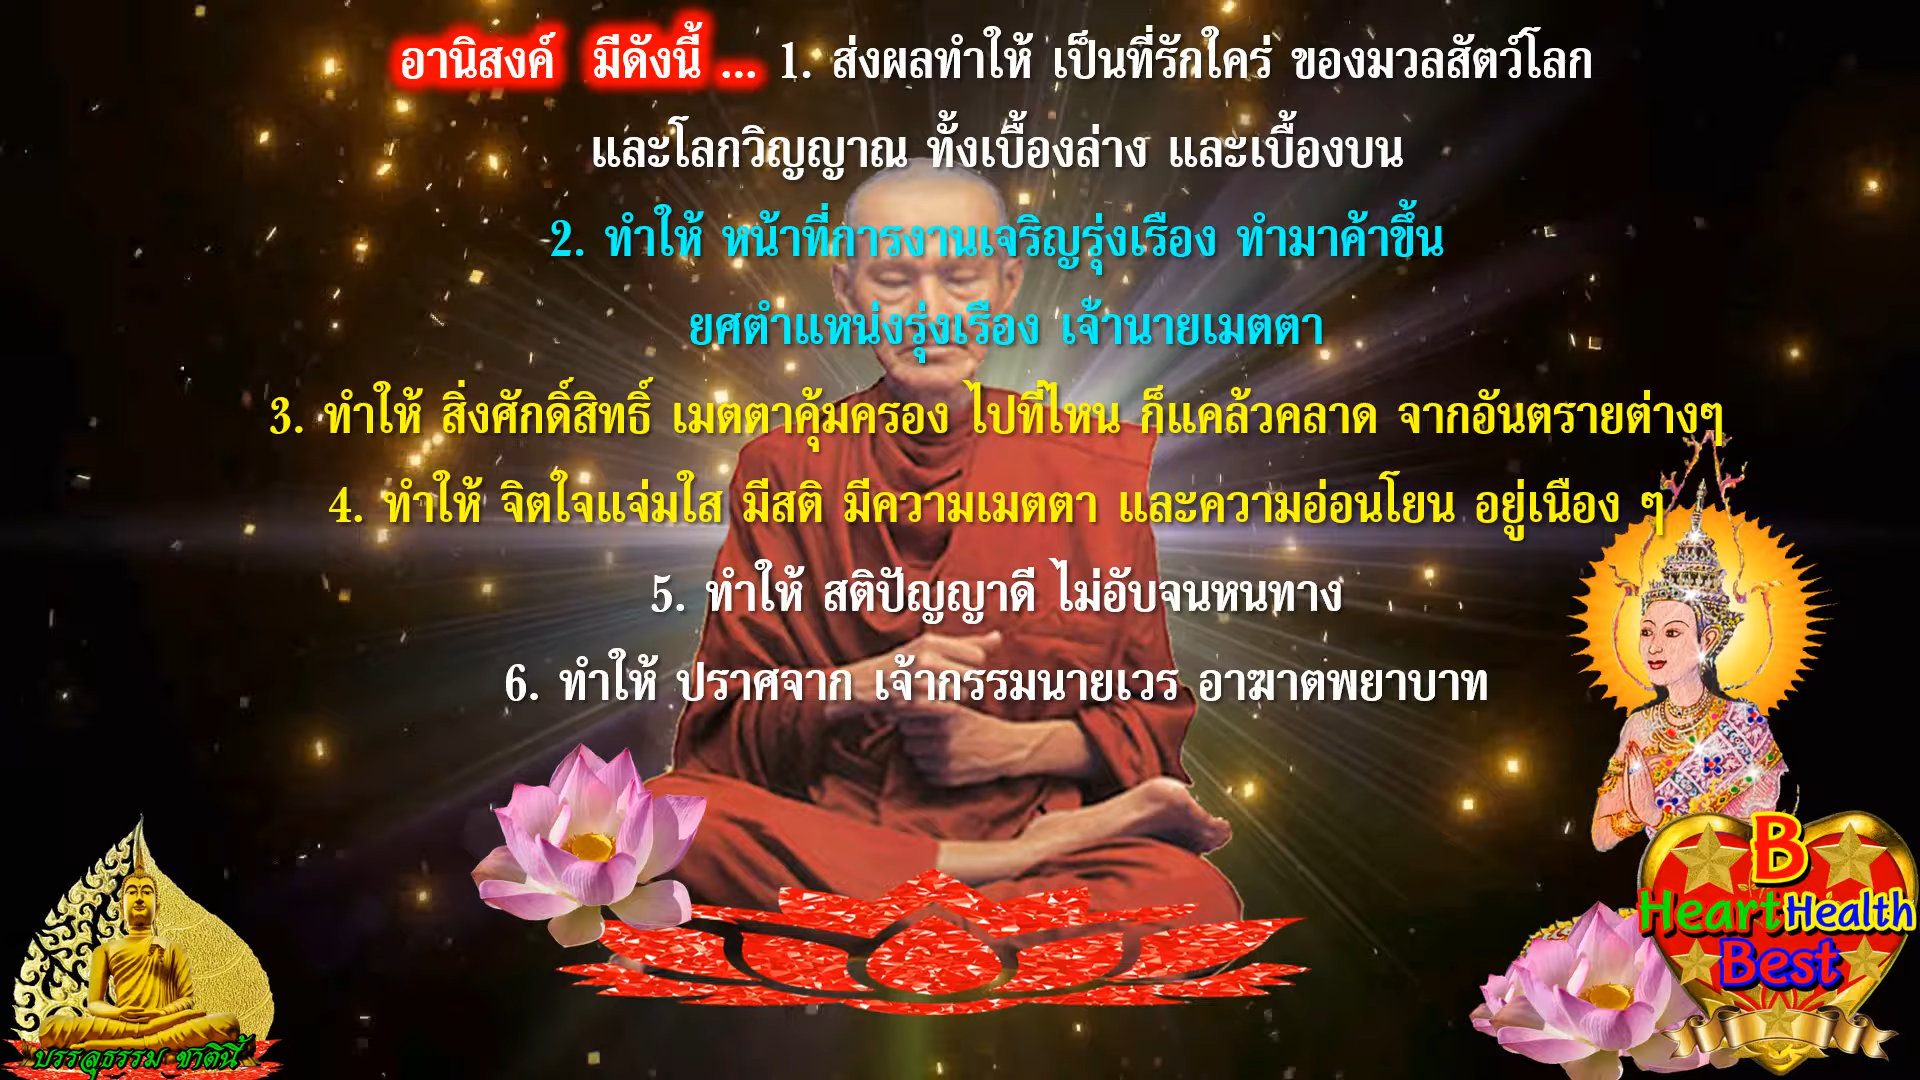 อานิสงค์  มีดังนี้ ... 1. ส่งผลทำให้ เป็นที่รักใคร่ ของมวลสัตว์โลก
และโลกวิญญาณ ทั้งเบื้องล่าง และเบื้องบน
2. ทำให้ หน้าที่การงานเจริญรุ่งเรือง ทำมาค้าขึ้น
ยศตำแหน่งรุ่งเรือง เจ้านายเมตตา
3. ทำให้ สิ่งศักดิ์สิทธิ์ เมตตาคุ้มครอง ไปที่ไหน ก็แคล้วคลาด จากอันตรายต่างๆ
4. ทำให้ จิตใจแจ่มใส มีสติ มีความเมตตา และความอ่อนโยน อยู่เนือง ๆ
5. ทำให้ สติปัญญาดี ไม่อับจนหนทาง
6. ทำให้ ปราศจาก เจ้ากรรมนายเวร อาฆาตพยาบาท
บรรลุธรรม ชาตินี้
B
HeartHealth
Best